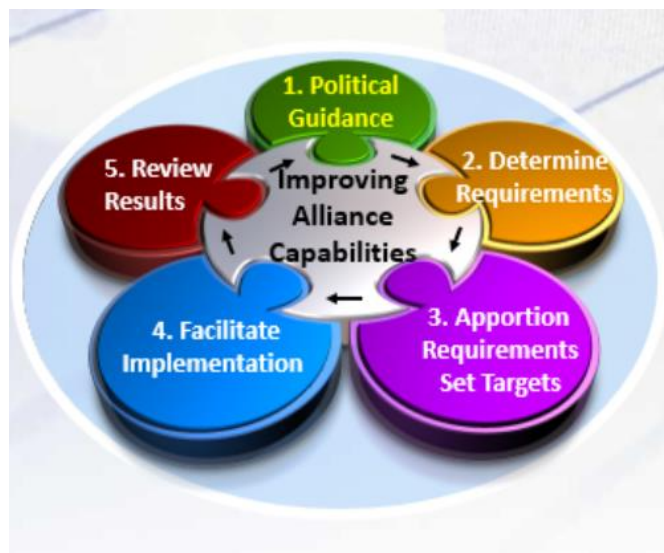 1. Political
Guidance
2. Determine
Requirements
3. Apportion
Requirements
Set Targets
4. Facilitate
Implementation
5. Review
Results
Improving
Alliance
Capabilities